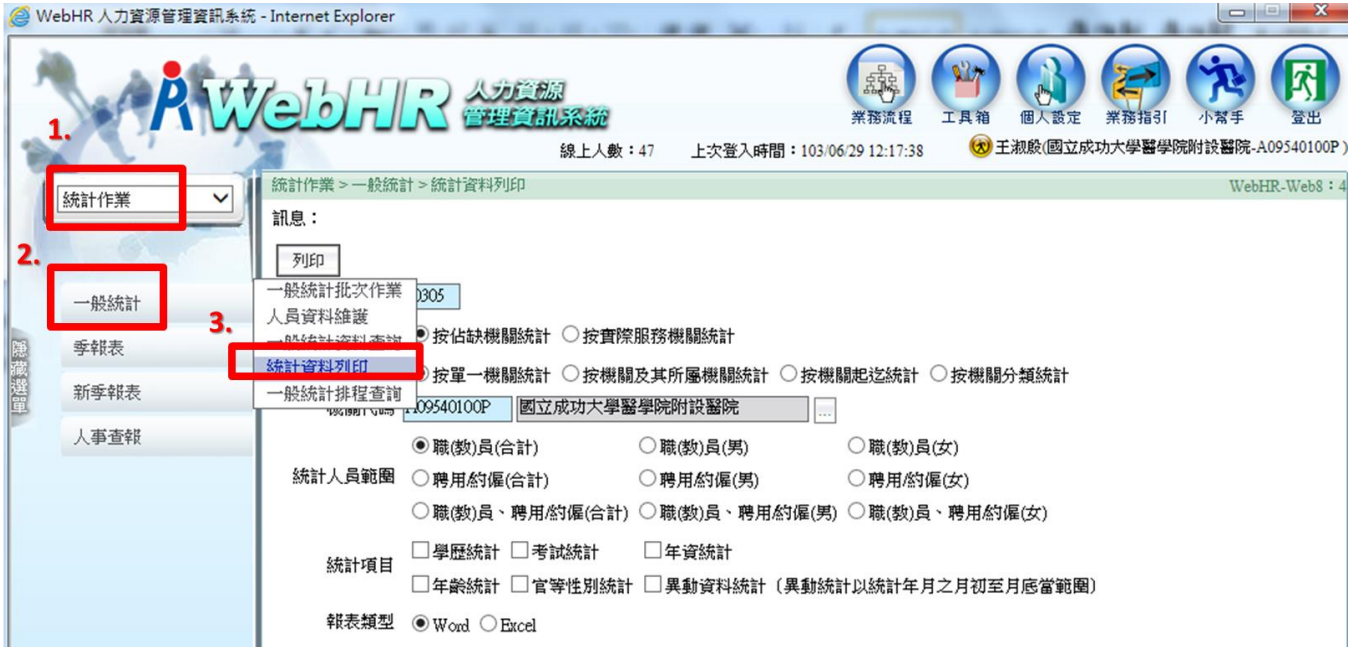 WebHR 人力資源管理資訊系統 - Internet Explorer
WebHR 人力資源
管理資訊系統
業務流程 工具箱 個人設定 業務指引 小幫手 登出
線上人數：47 上次登入時間：103/06/29 12:17:38 王淑殷(國立成功大學醫學院附設醫院-A09540100P)
1.
統計作業
統計作業 > 一般統計 > 統計資料列印 WebHR-Web8：4
訊息：
2.
列印
一般統計
季報表
新季報表
人事查報
隱藏選單
3.
一般統計批次作業
人員資料維護
一般統計資料查詢
統計資料列印
一般統計排程查詢
0305
按佔缺機關統計 按實際服務機關統計
按單一機關統計 按機關及其所屬機關統計 按機關起迄統計 按機關分類統計
機關代碼 A09540100P 國立成功大學醫學院附設醫院 ...
統計人員範圍
職(教)員(合計) 職(教)員(男) 職(教)員(女)
聘用/約僱(合計) 聘用/約僱(男) 聘用/約僱(女)
職(教)員、聘用/約僱(合計) 職(教)員、聘用/約僱(男) 職(教)員、聘用/約僱(女)
統計項目
學歷統計 考試統計 年資統計
年齡統計 官等性別統計 異動資料統計（異動統計以統計年月之月初至月底當範圍）
報表類型 Word Excel